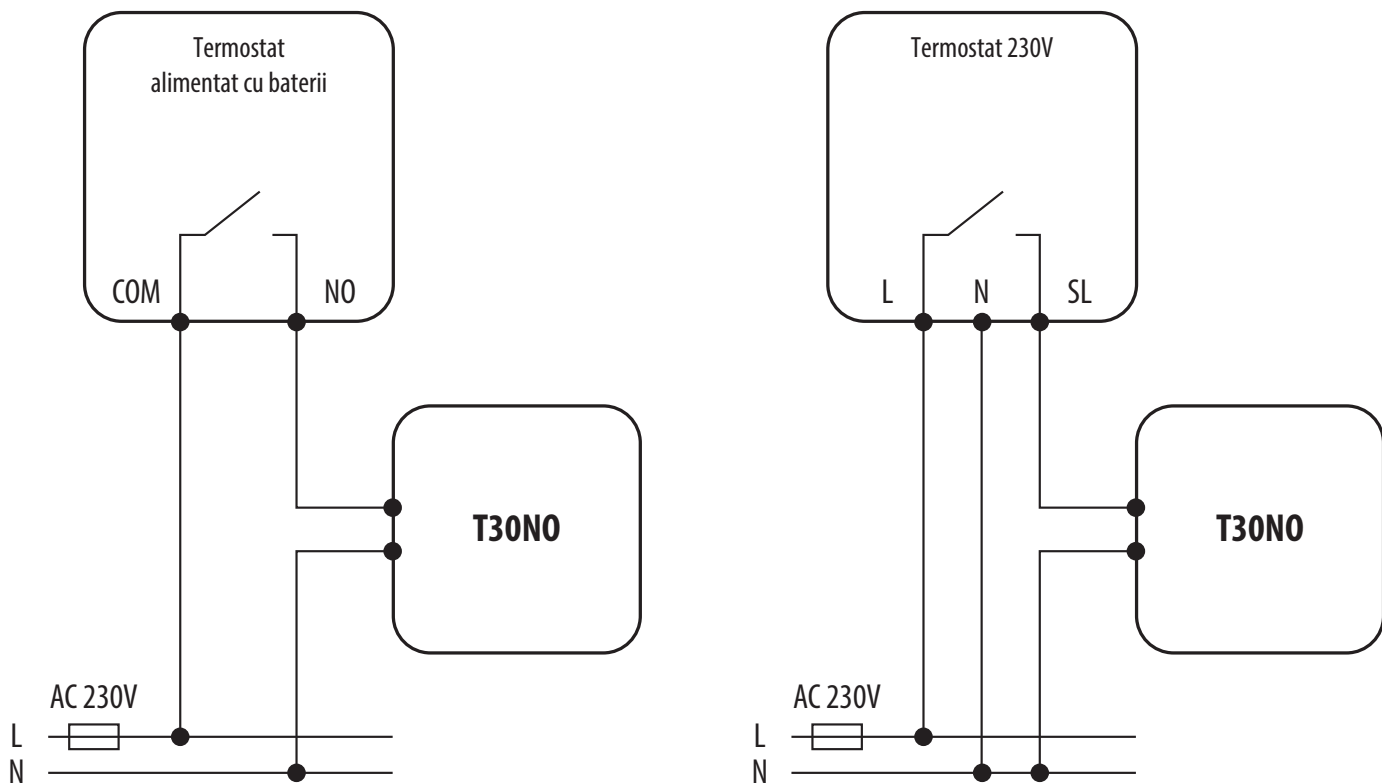 Termostat
alimentat cu baterii
COM
NO
T30NO
AC 230V
L
N
Termostat 230V
L
N
SL
T30NO
AC 230V
L
N